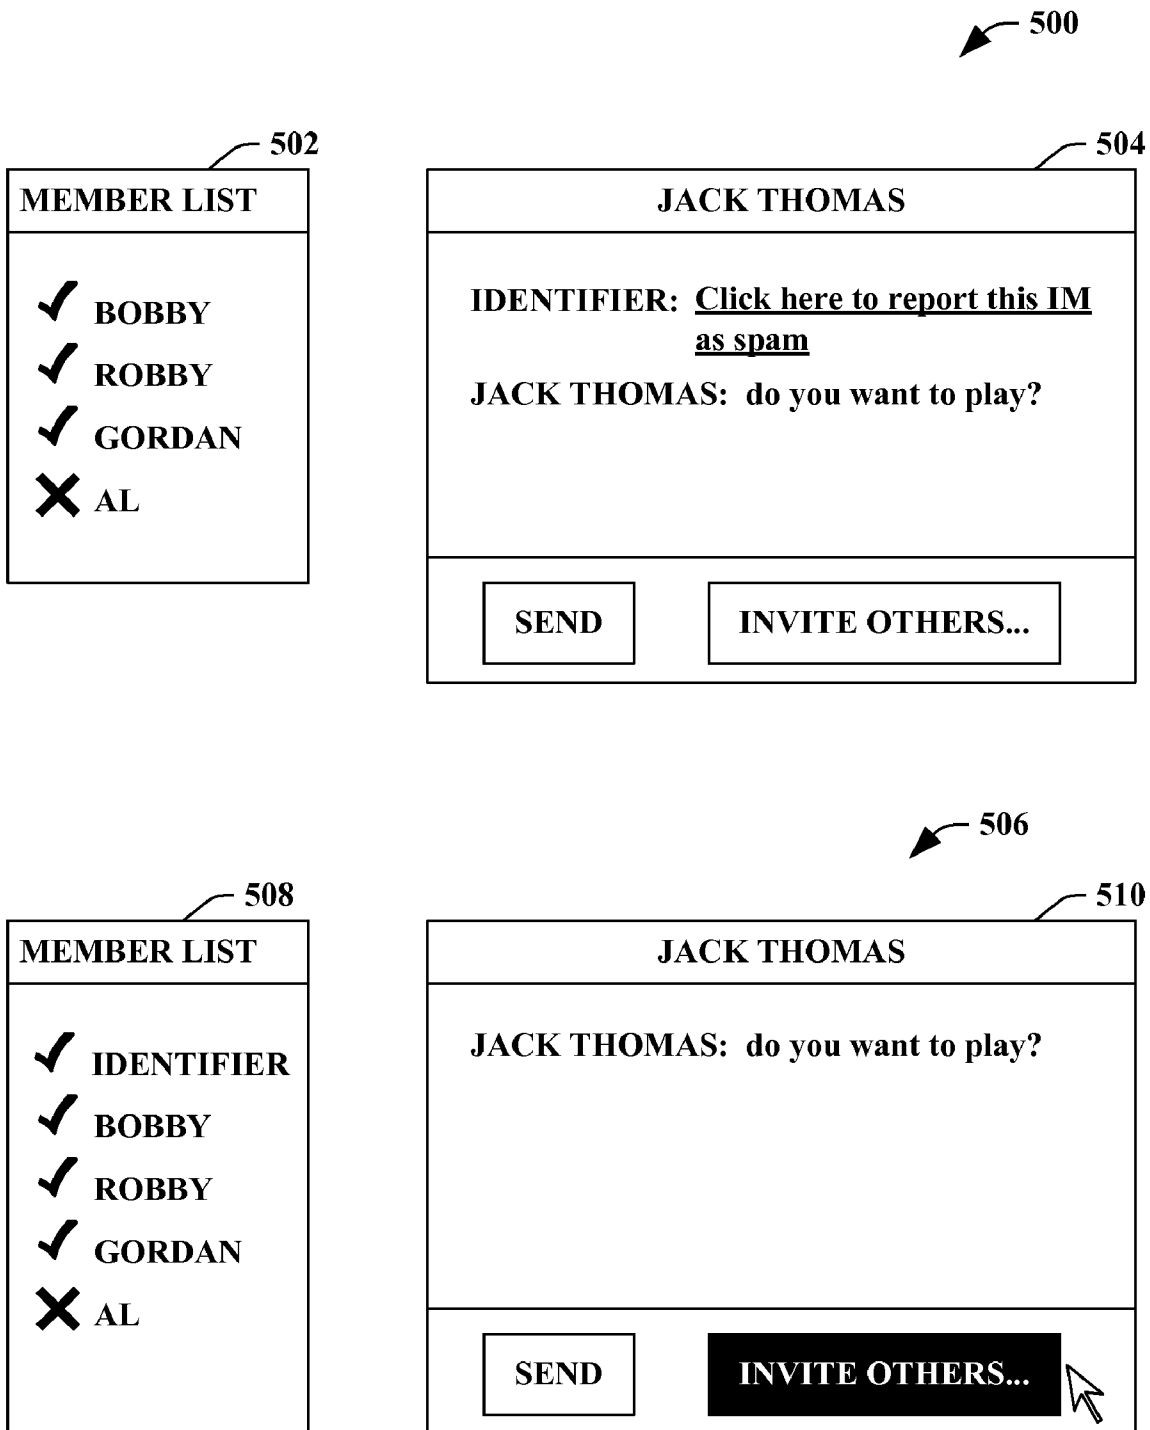 500
502
MEMBER LIST
BOBBY
ROBBY
GORDAN
AL
504
JACK THOMAS
IDENTIFIER: Click here to report this IM
as spam
JACK THOMAS: do you want to play?
SEND
INVITE OTHERS...
506
508
MEMBER LIST
IDENTIFIER
BOBBY
ROBBY
GORDAN
AL
510
JACK THOMAS
JACK THOMAS: do you want to play?
SEND
INVITE OTHERS...